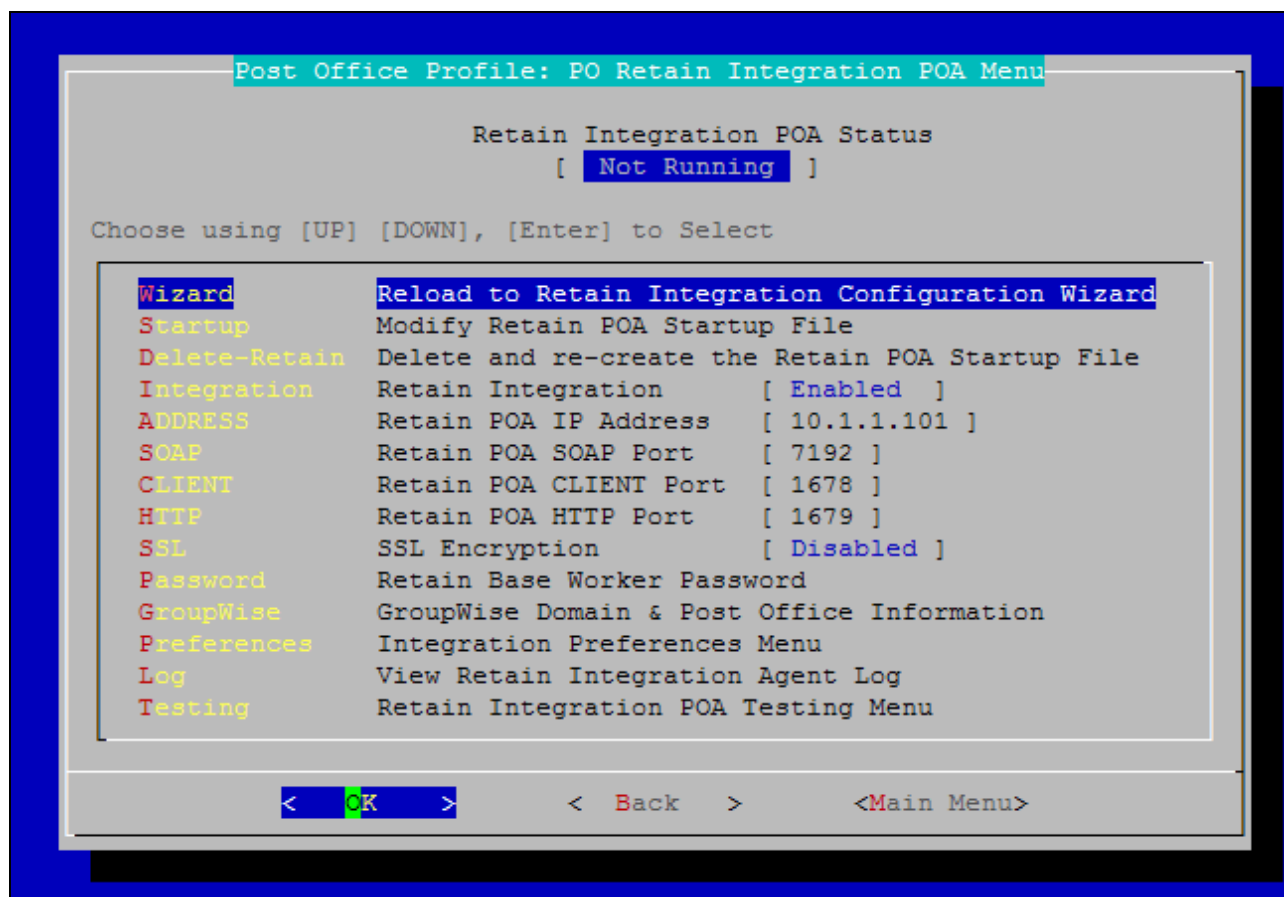 Post Office Profile: PO Retain Integration POA Menu
Retain Integration POA Status
[ Not Running ]
Choose using [UP] [DOWN], [Enter] to Select
Wizard Reload to Retain Integration Configuration Wizard
Startup Modify Retain POA Startup File
Delete-Retain Delete and re-create the Retain POA Startup File
Integration Retain Integration [ Enabled ]
ADDRESS Retain POA IP Address [ 10.1.1.101 ]
SOAP Retain POA SOAP Port [ 7192 ]
CLIENT Retain POA CLIENT Port [ 1678 ]
HTTP Retain POA HTTP Port [ 1679 ]
SSL SSL Encryption [ Disabled ]
Password Retain Base Worker Password
GroupWise GroupWise Domain & Post Office Information
Preferences Integration Preferences Menu
Log View Retain Integration Agent Log
Testing Retain Integration POA Testing Menu
< OK > < Back > <Main Menu>